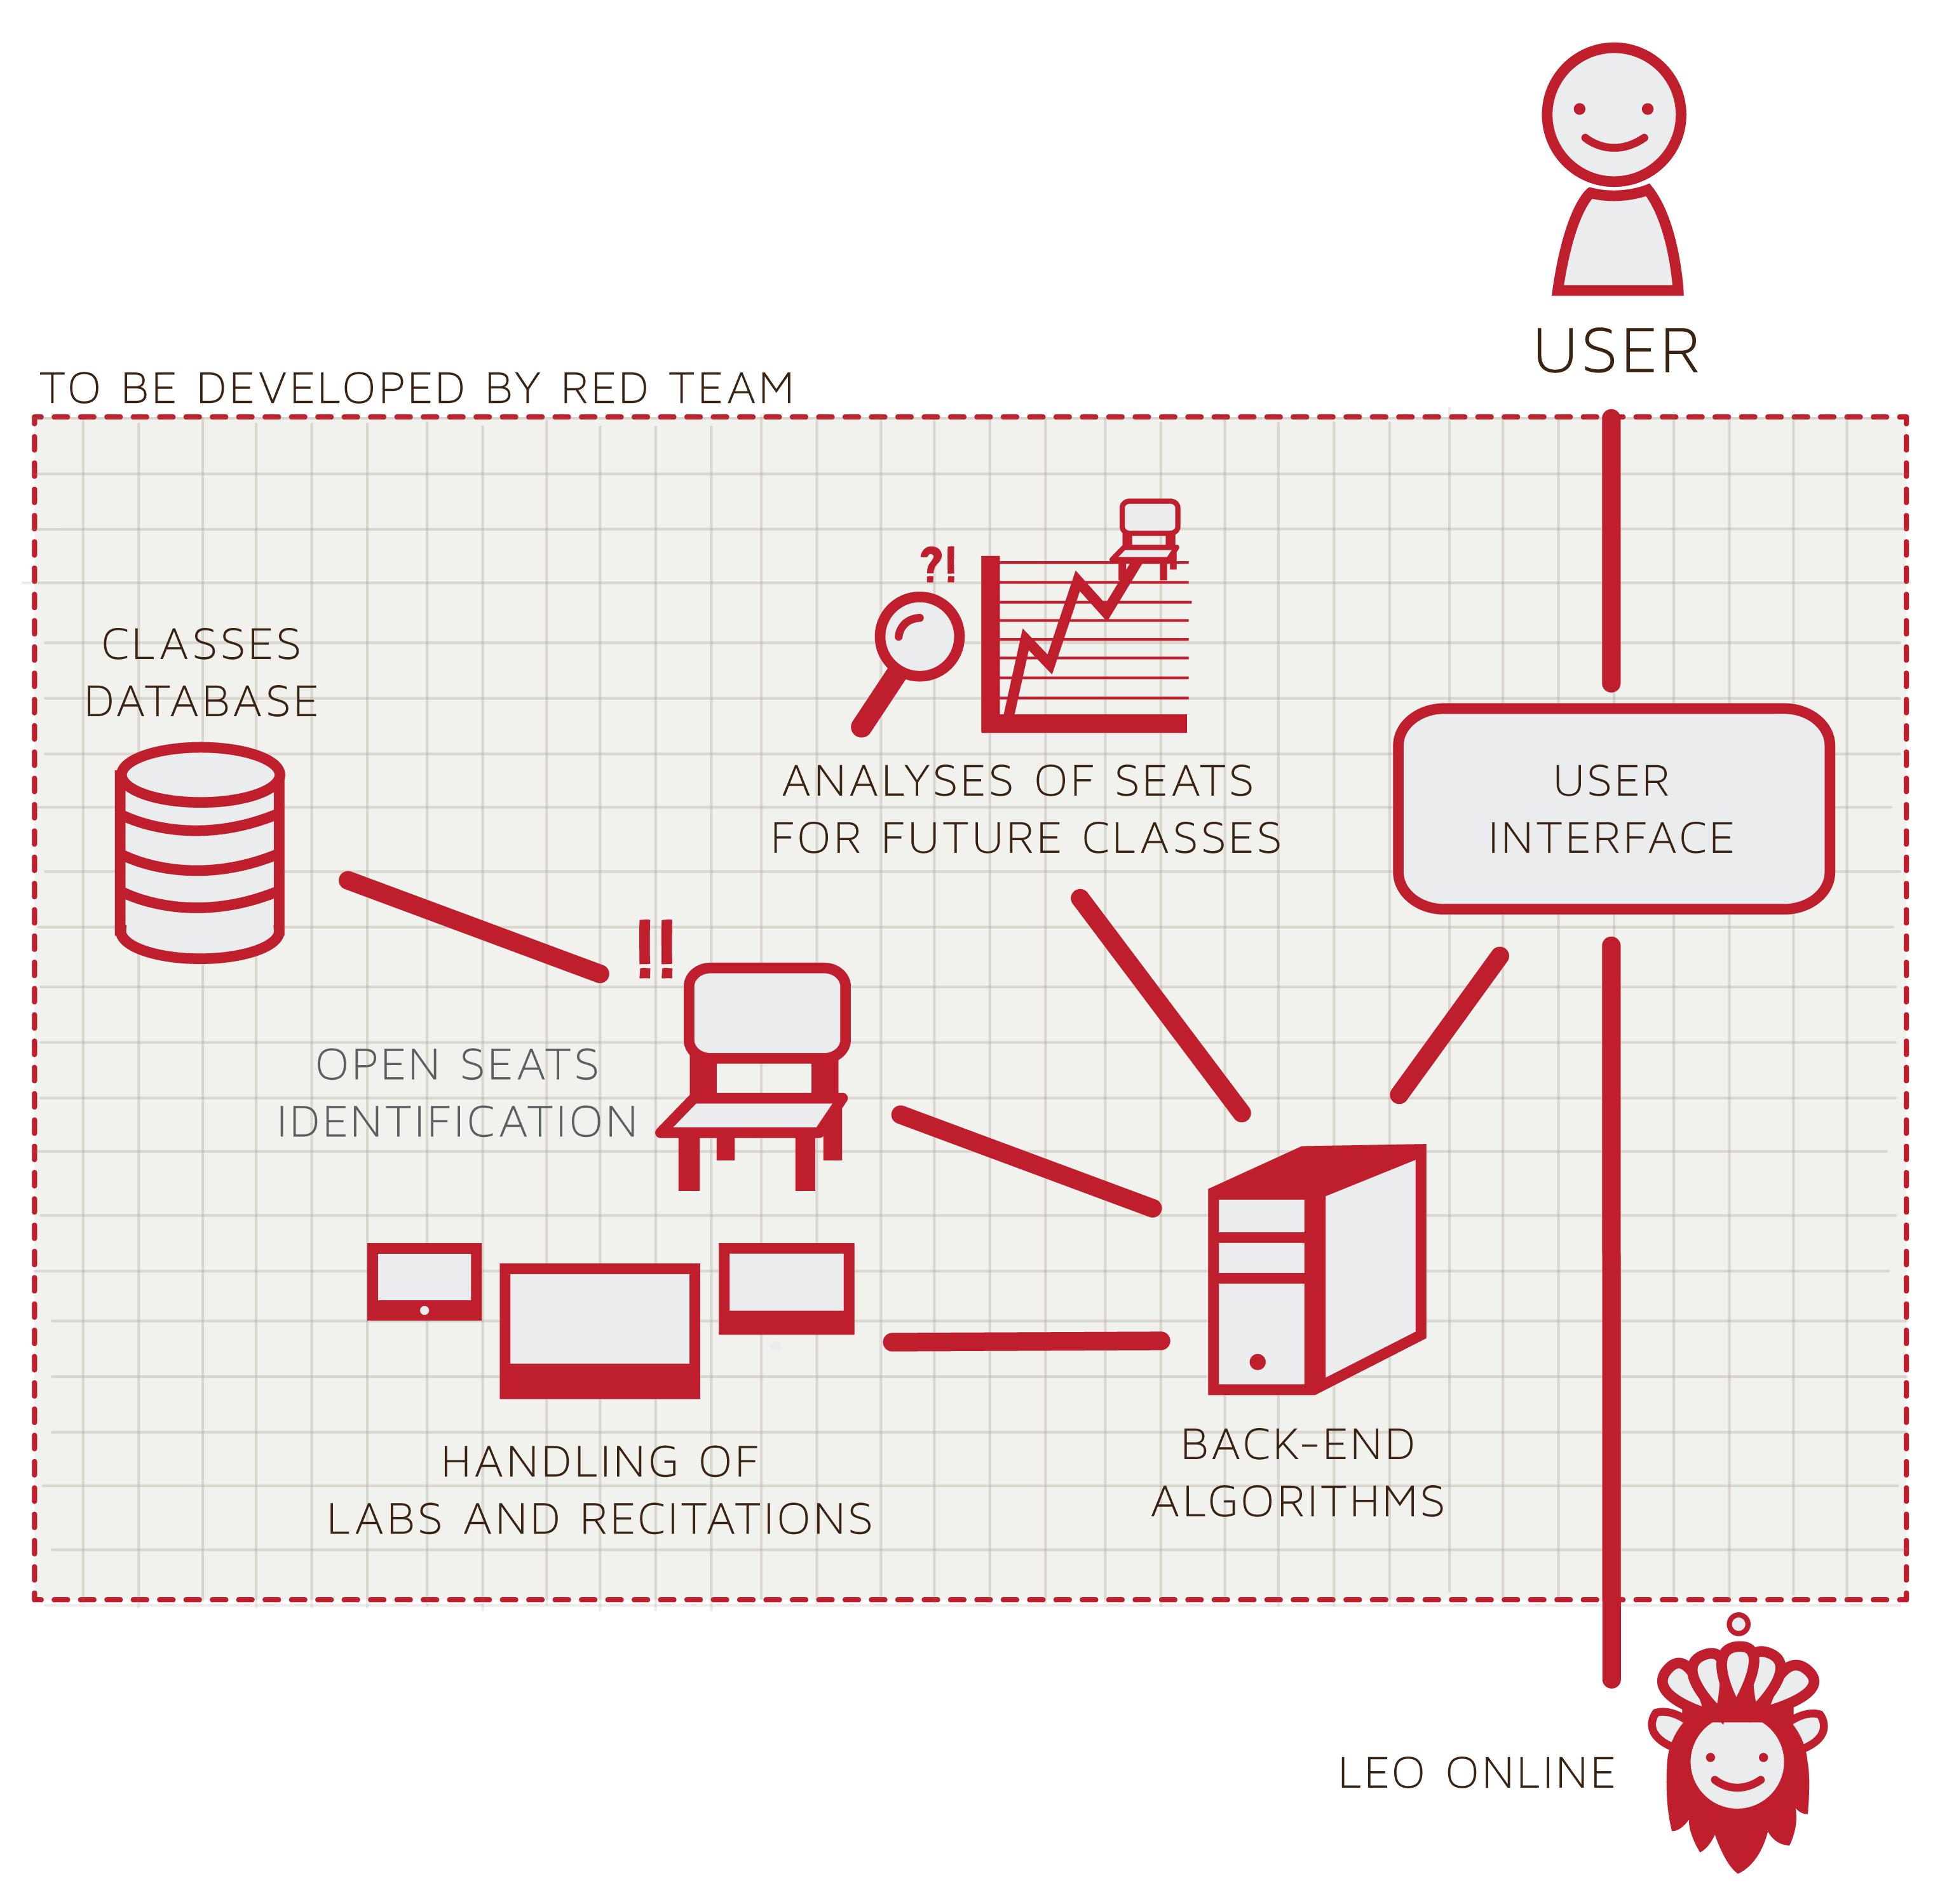 USER
TO BE DEVELOPED BY RED TEAM
?!
CLASSES
DATABASE
ANALYSES OF SEATS
FOR FUTURE CLASSES
USER
INTERFACE
!!
OPEN SEATS
IDENTIFICATION
HANDLING OF
LABS AND RECITATIONS
BACK-END
ALGORITHMS
LEO ONLINE